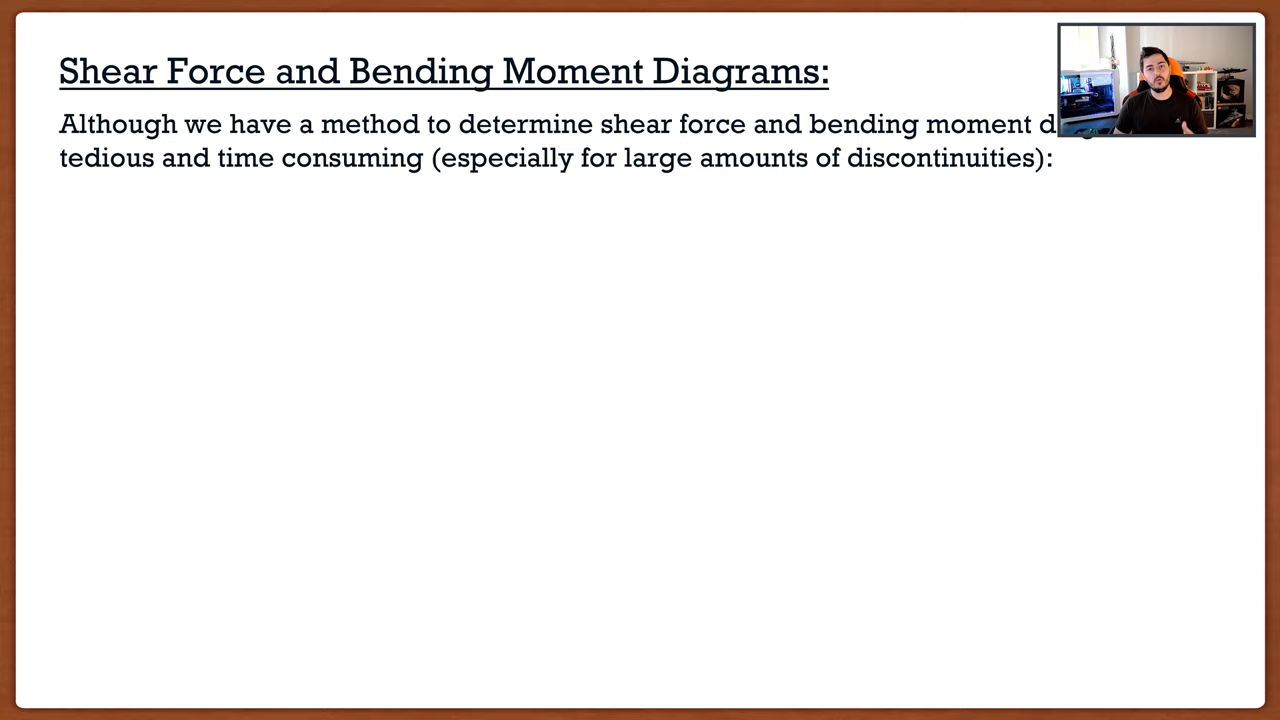 Shear Force and Bending Moment Diagrams:
Although we have a method to determine shear force and bending moment
tedious and time consuming (especially for large amounts of discontinuities):